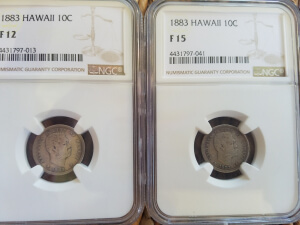 1883 HAWAII 10C
F 12
4431797-013
NUMISMATIC GUARANTY CORPORATION
NGC
1883 HAWAII 10C
F 15
4431797-041
NUMISMATIC GUARANTY CORPORATION
NGC